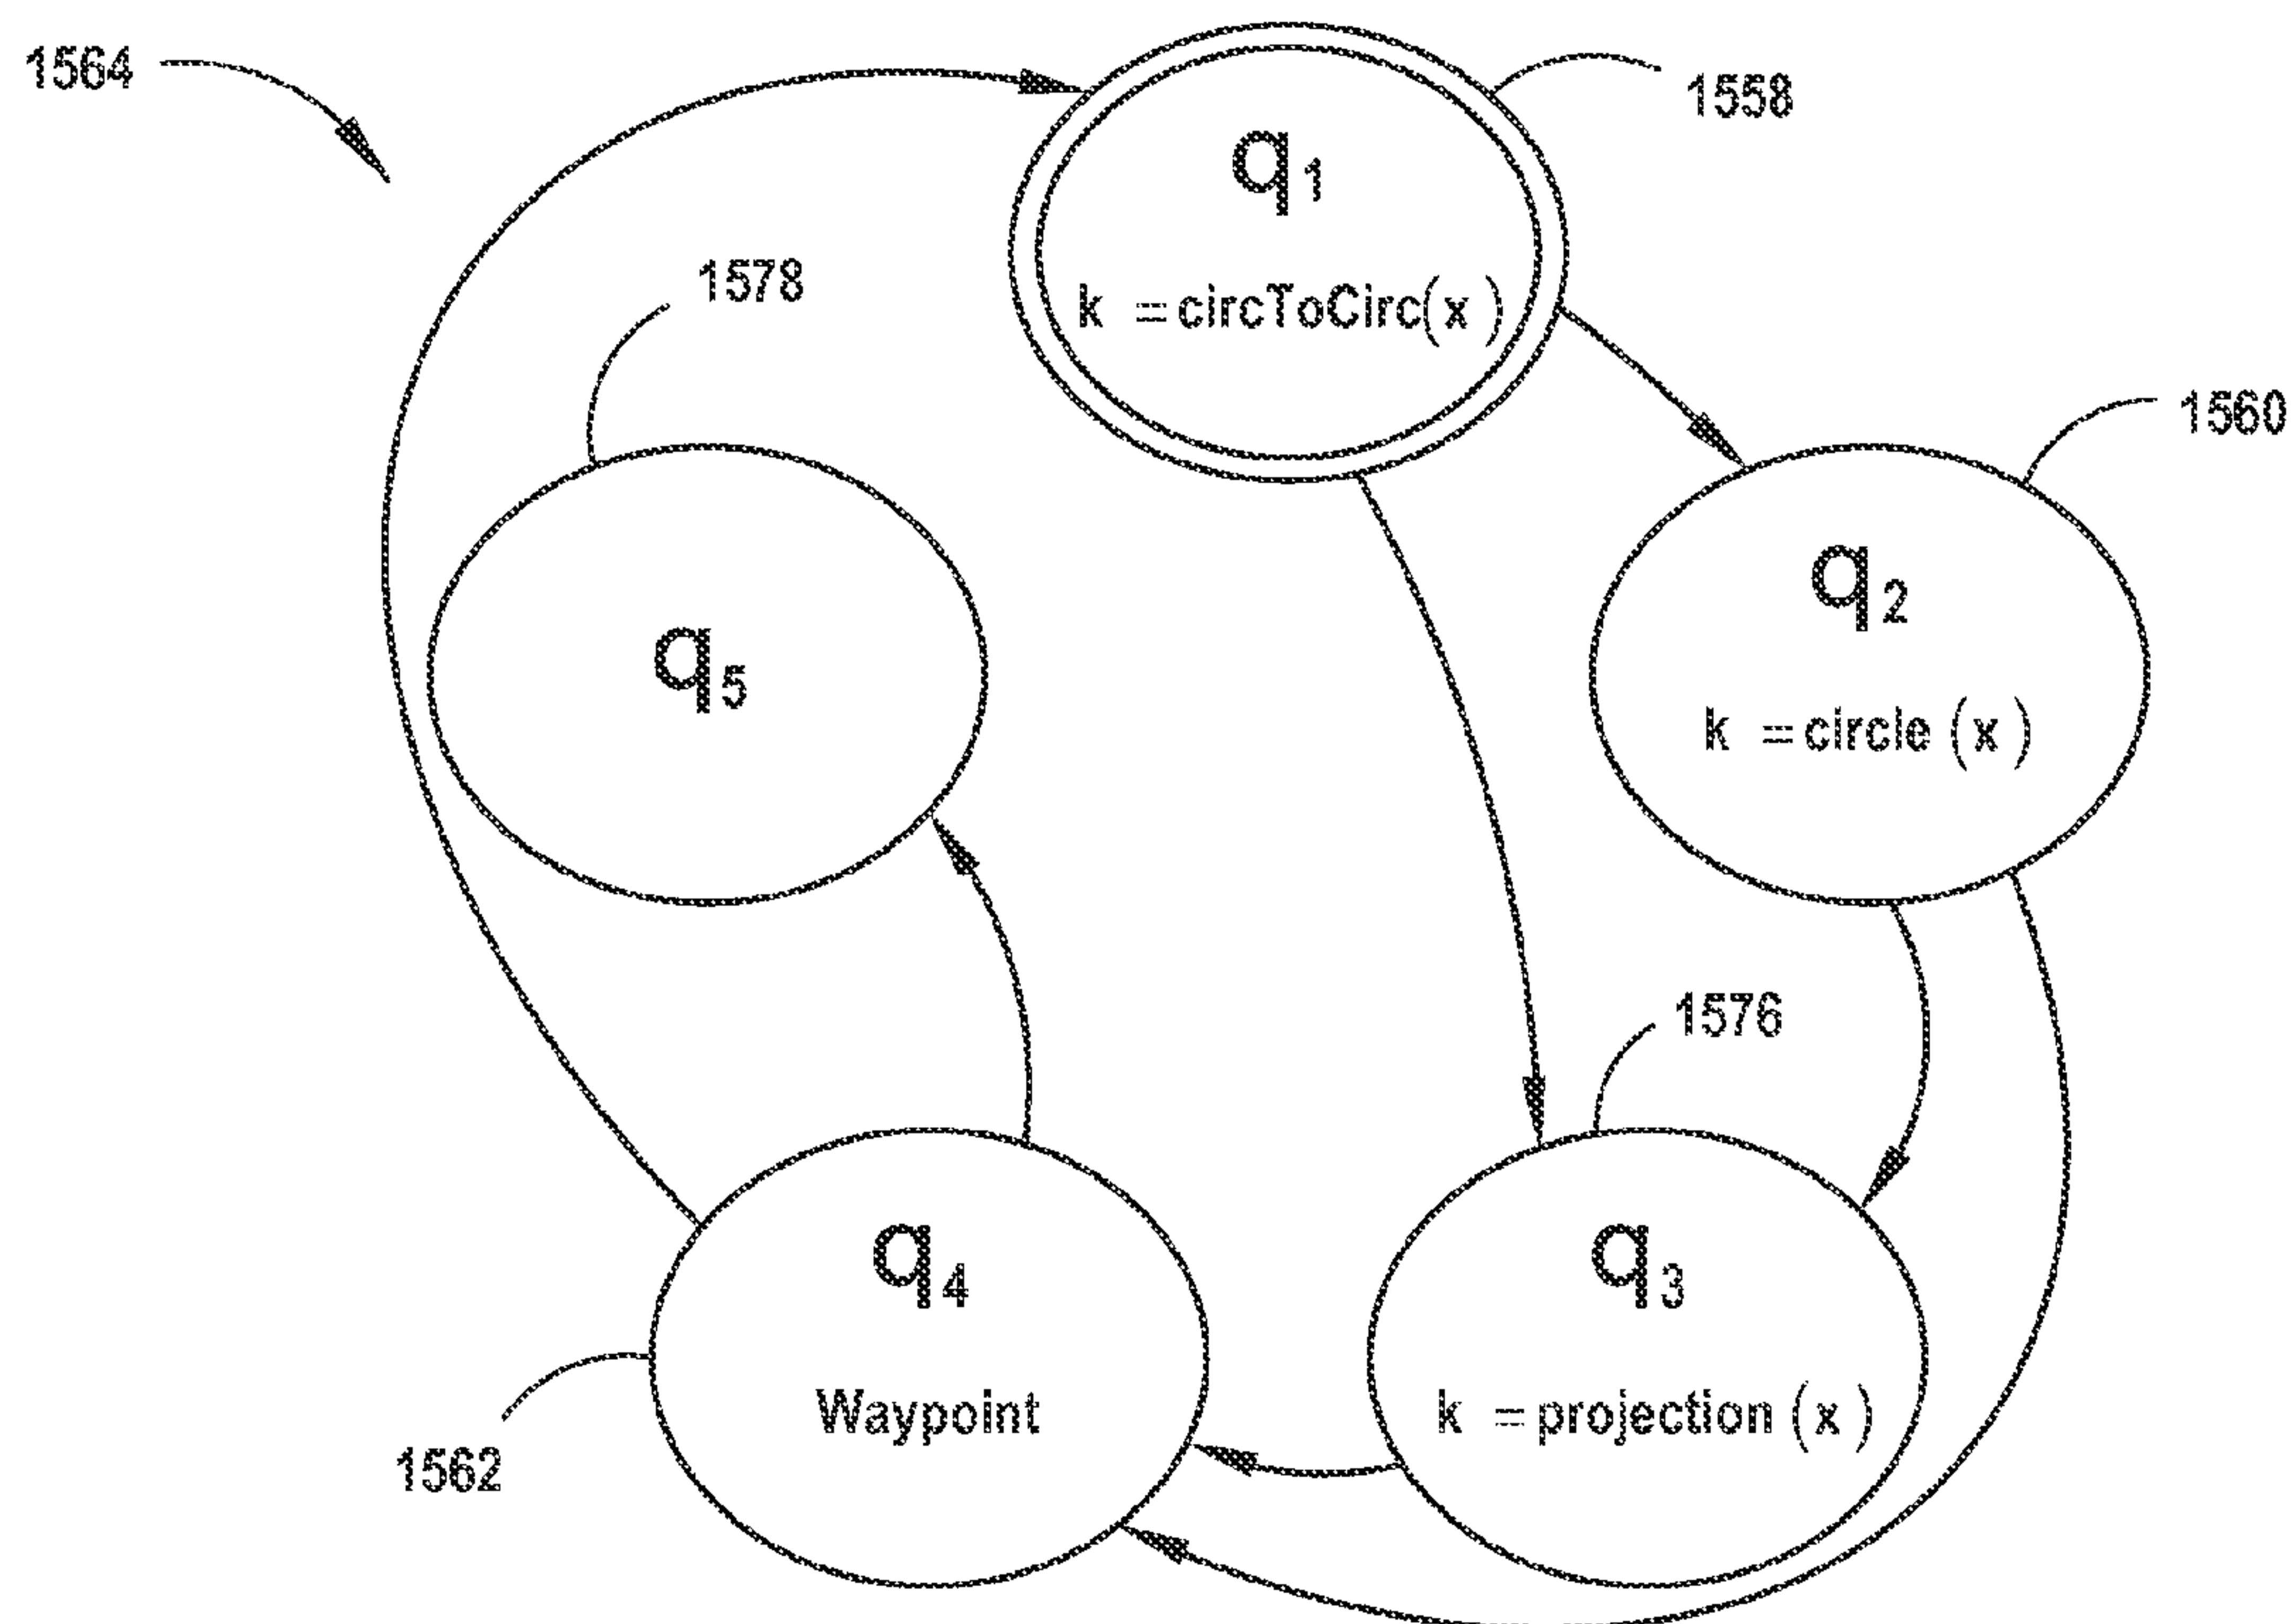 1564
1558
q1
k = circToCirc(x )
1578
1560
q2
k = circle (x )
q5
1576
q4
Waypoint
q3
k = projection (x )
1562